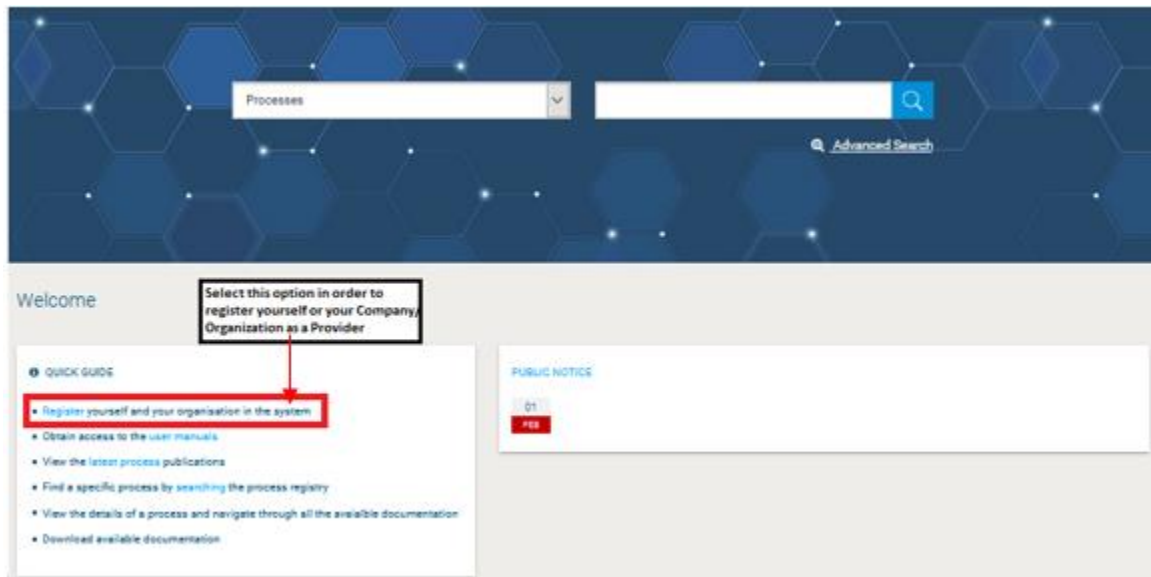 Processes
Advanced Search
Welcome
Select this option in order to
register yourself or your Company/
Organization as a Provider
QUICK GUIDE
Register yourself and your organisation in the system
Obtain access to the user manuals
View the latest process publications
Find a specific process by searching the process registry
View the details of a process and navigate through all the avaialble documentation
Download available documentation
PUBLIC NOTICE
01
FEB